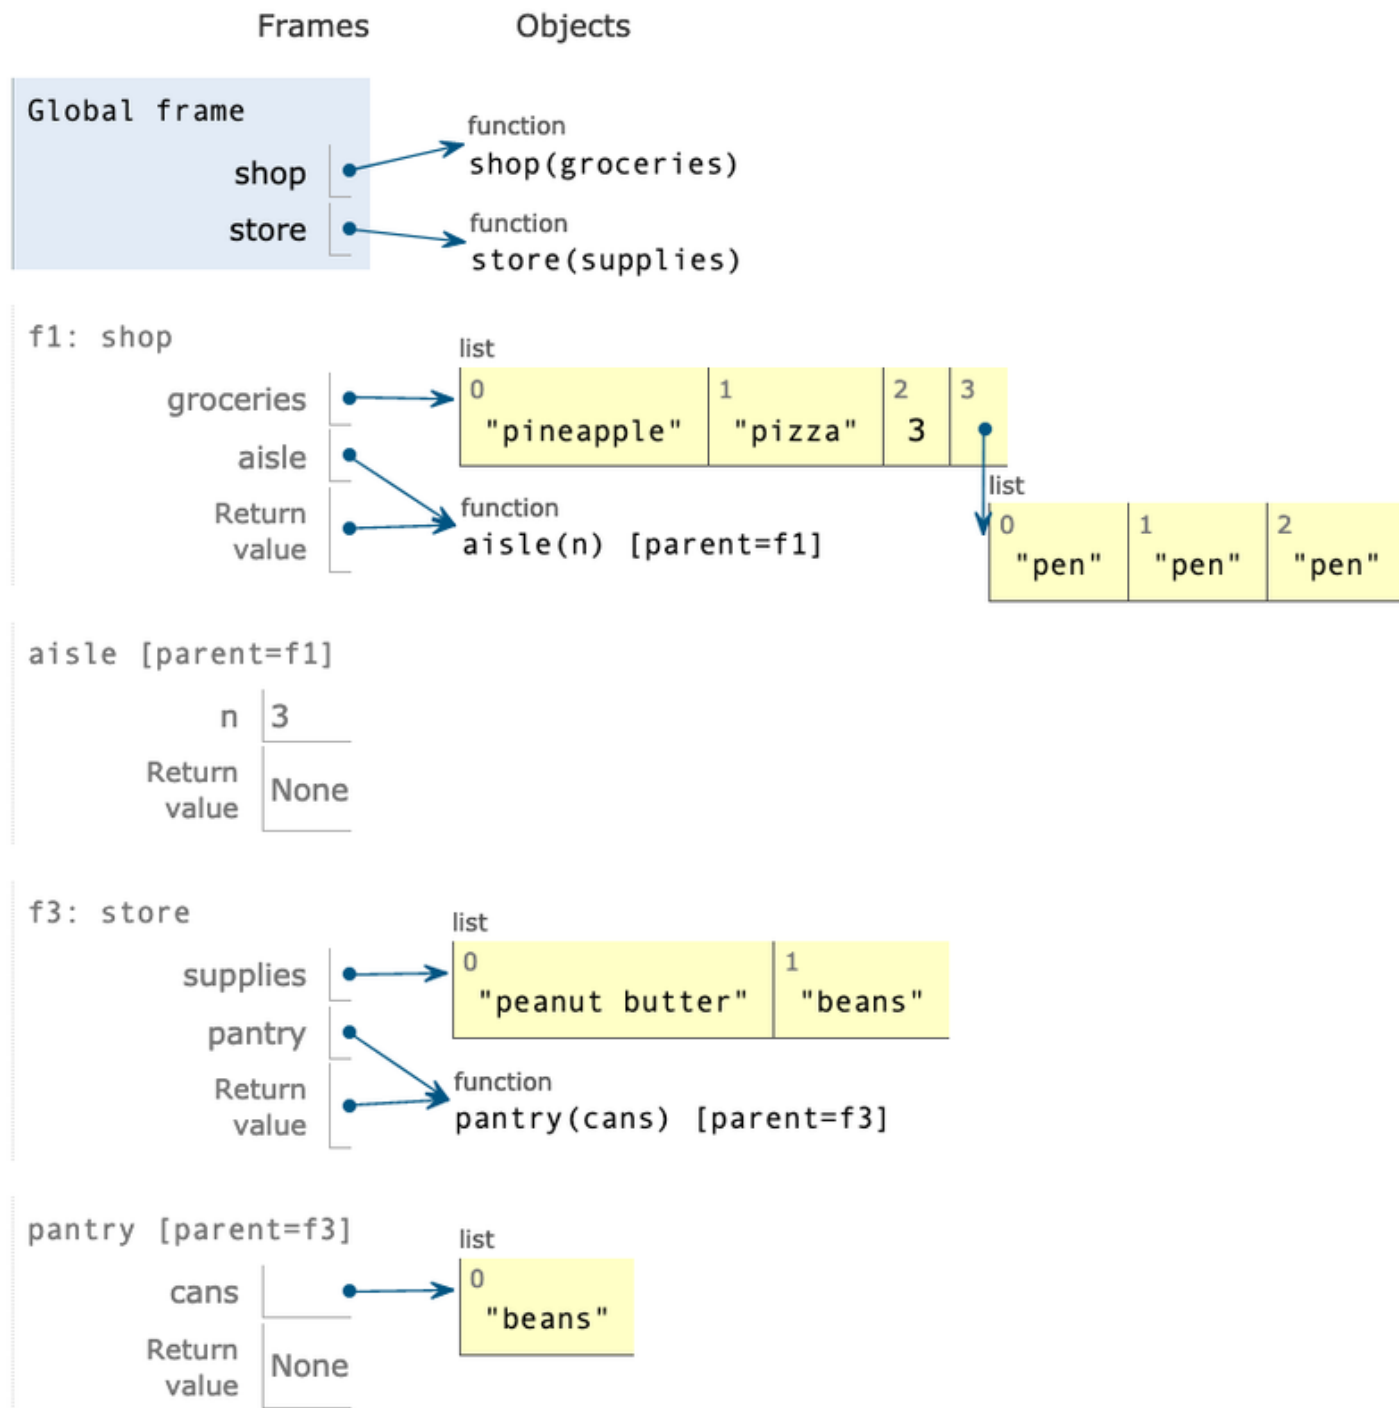 Frames Objects
Global frame
function
shop
shop(groceries)
function
store
store(supplies)
f1: shop
list
groceries
0 1 2 3
"pineapple" "pizza" 3
aisle
list
Return
value
function
aisle(n) [parent=f1]
0 1 2
"pen" "pen" "pen"
aisle [parent=f1]
n 3
Return
value
None
f3: store
list
supplies
0 1
"peanut butter" "beans"
pantry
Return
value
function
pantry(cans) [parent=f3]
pantry [parent=f3]
list
cans
0
"beans"
Return
value
None